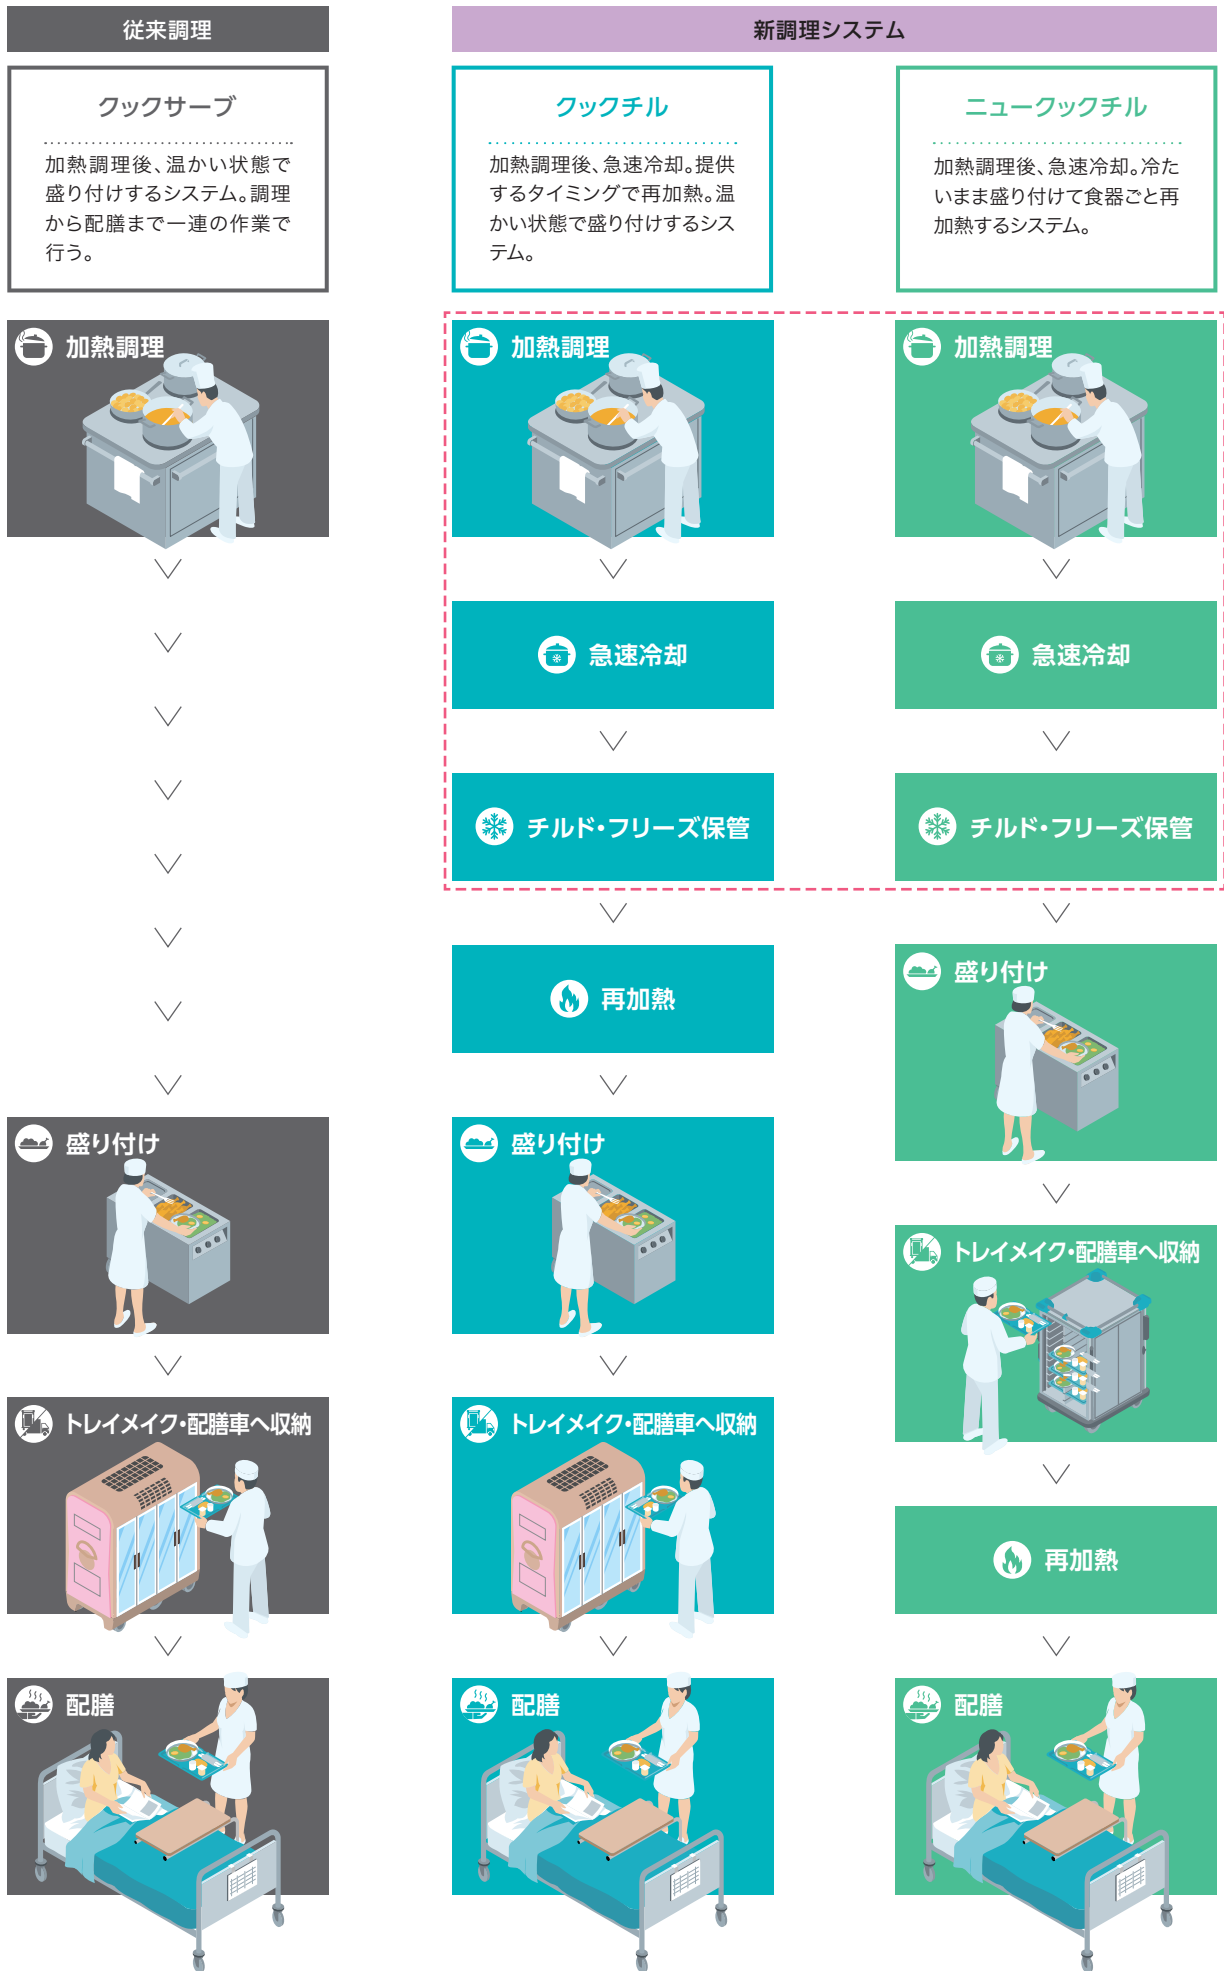 従来調理
新調理システム
クックサーブ
加熱調理後、温かい状態で
盛り付けするシステム。調理
から配膳まで一連の作業で
行う。
クックチル
加熱調理後、急速冷却。提供
するタイミングで再加熱。温
かい状態で盛り付けするシス
テム。
ニュークックチル
加熱調理後、急速冷却。冷た
いまま盛り付けて食器ごと再
加熱するシステム。
加熱調理
加熱調理
加熱調理
急速冷却
急速冷却
チルド・フリーズ保管
チルド・フリーズ保管
再加熱
盛り付け
盛り付け
盛り付け
トレイメイク・配膳車へ収納
トレイメイク・配膳車へ収納
トレイメイク・配膳車へ収納
再加熱
配膳
配膳
配膳